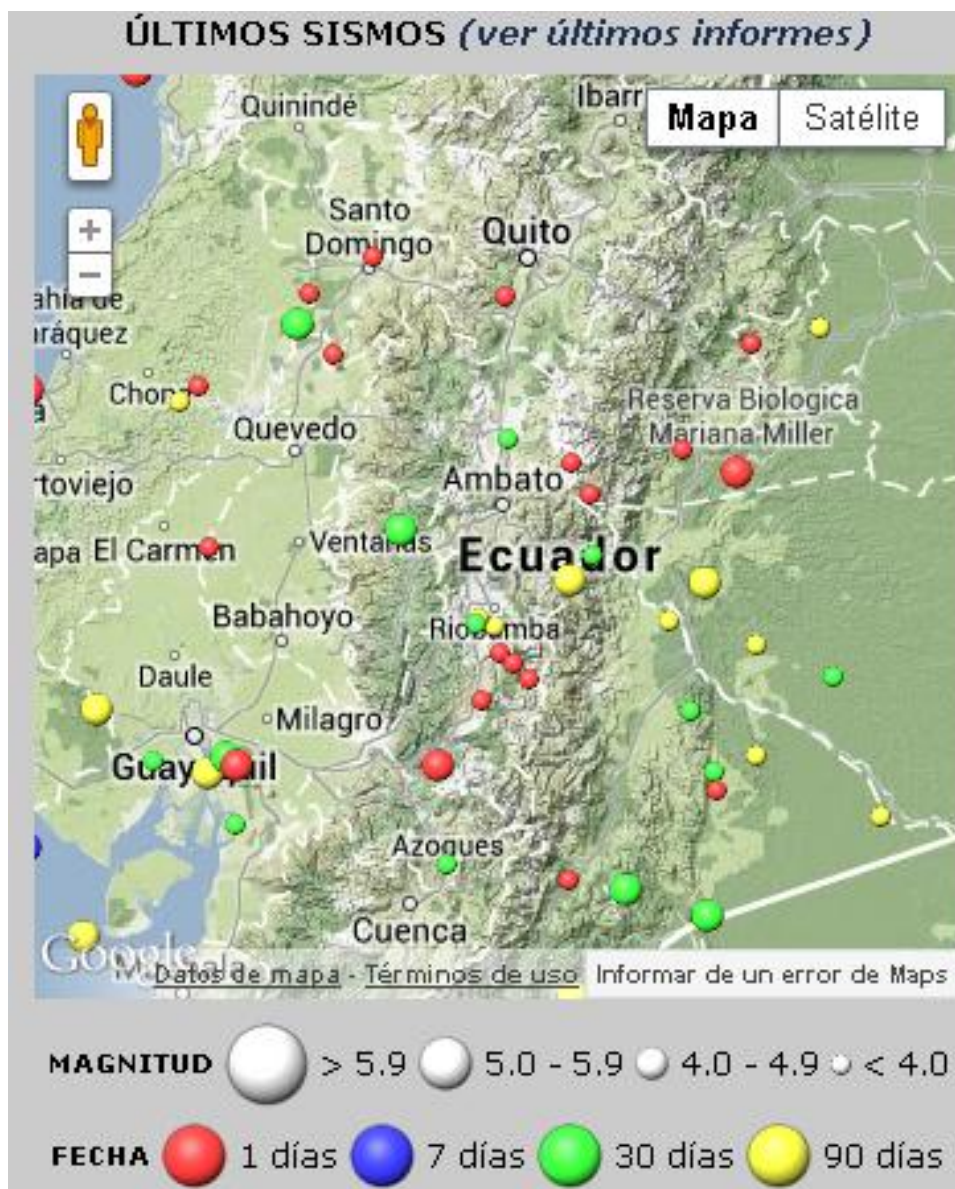 ÚLTIMOS SISMOS (ver últimos informes)
Quinindé
Ibarr
Mapa
Satélite
Santo
Domingo
Quito
+
−
ahía de
aráquez
Chone
Reserva Biologica
Mariana Miller
Quevedo
rtoviejo
Ambato
apa
El Carmen
Ventanas
Ecuador
Babahoyo
Riobamba
Daule
Milagro
Guayaquil
Azogues
Cuenca
Google
Datos de mapa - Términos de uso
Informar de un error de Maps
MAGNITUD > 5.9 5.0 - 5.9 4.0 - 4.9 < 4.0
FECHA 1 días 7 días 30 días 90 días